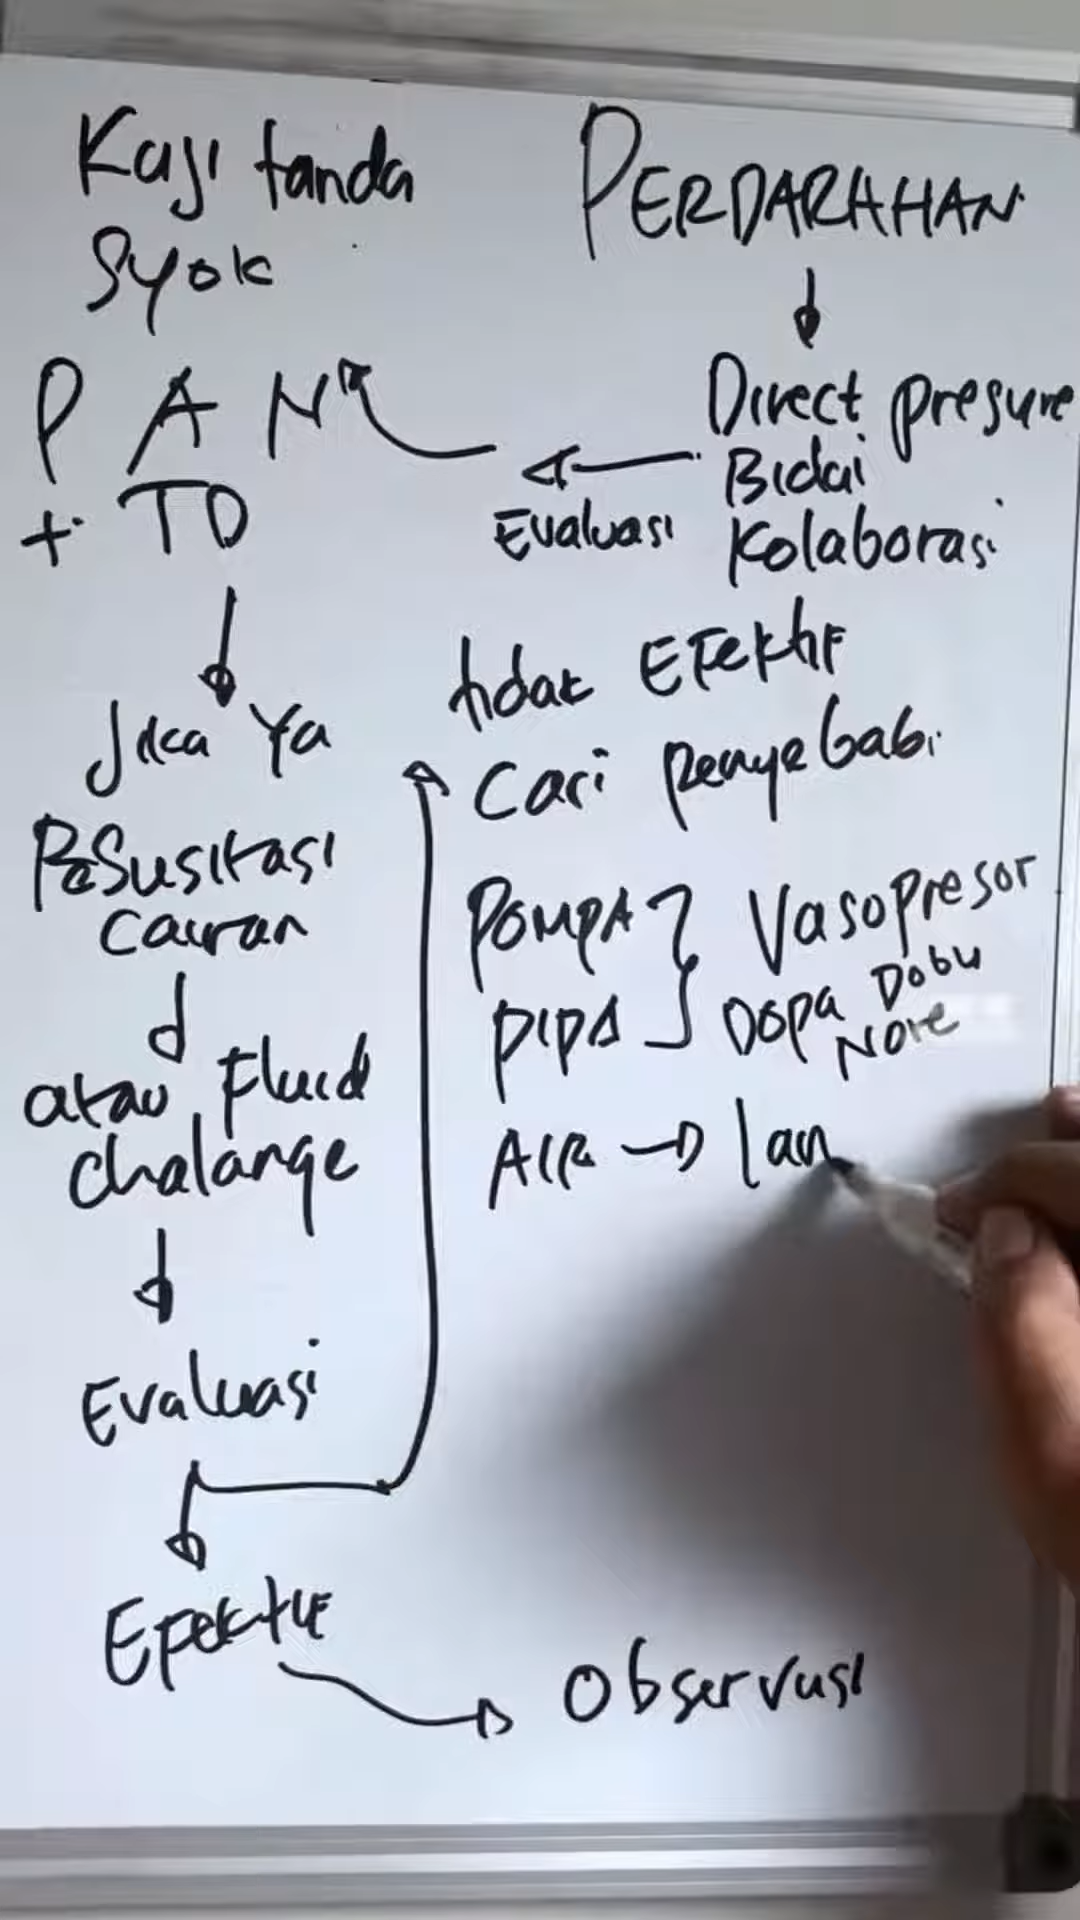 PERDARAHAN
Direct presure
Bidai
Kolaborasi
Evaluasi
Kaji tanda
Syok
P A N
+ TD
Jika Ya
Resusitasi
Cairan
atau Fluid
chalange
Evaluasi
Efektif
Observasi
tidak Efektif
Cari penyebab
POMPA
PIPA
Vasopresor
Dopa Dobu
Nore
AIR